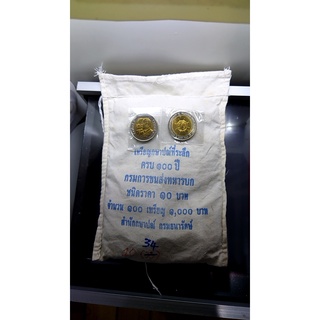 เหรียญกษาปณ์ที่ระลึก
ครบ ๑๐๐ ปี
กรมการขนส่งทหารบก
ชนิดราคา ๑๐ บาท
จำนวน ๑๐๐ เหรียญ ๑,๐๐๐ บาท
สำนักกษาปณ์ กรมธนารักษ์
34